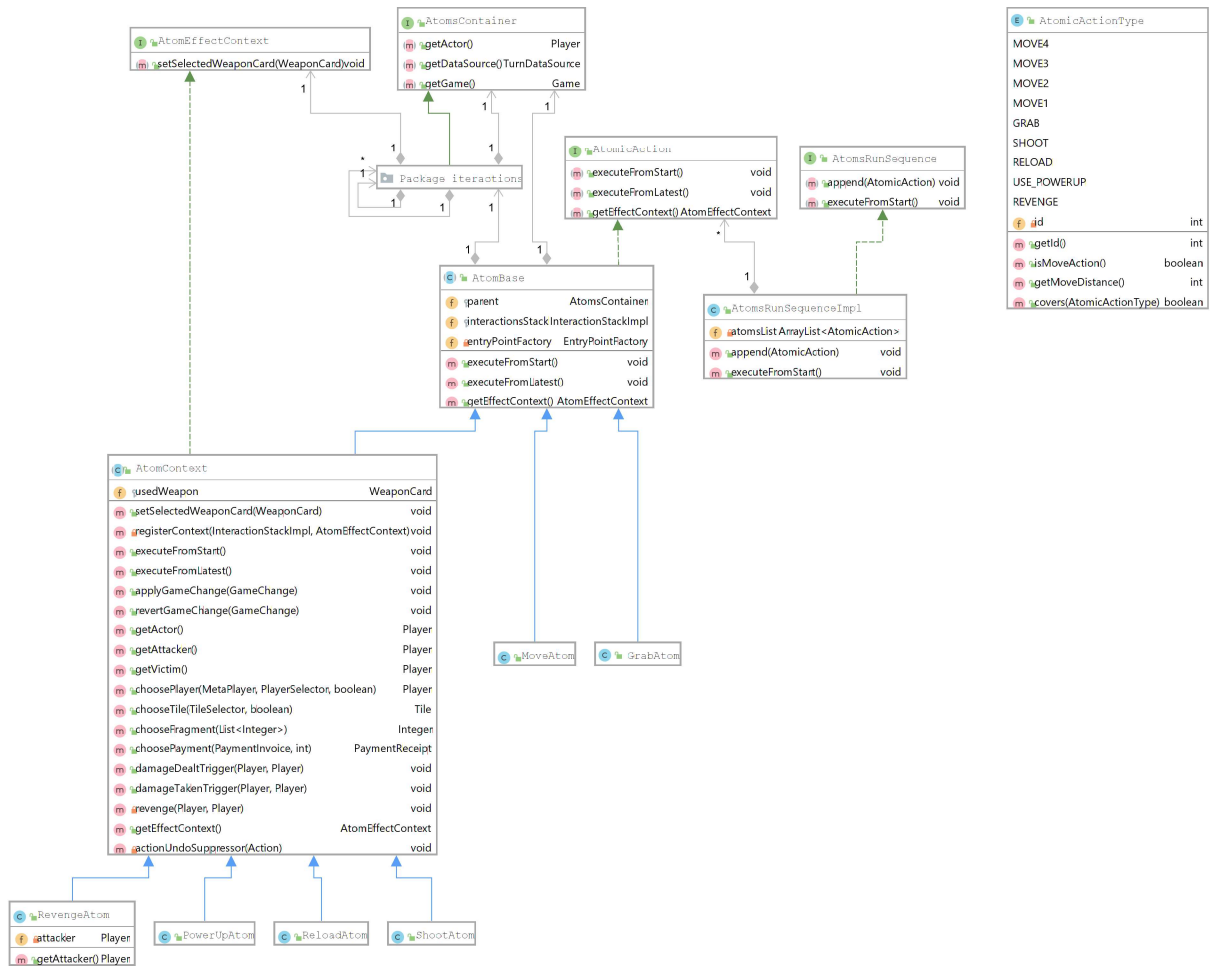 AtomEffectContext
setSelectedWeaponCard(WeaponCard)void
AtomsContainer
getActor() Player
getDataSource()TurnDataSource
getGame() Game
AtomicActionType
MOVE4
MOVE3
MOVE2
MOVE1
GRAB
SHOOT
RELOAD
USE_POWERUP
REVENGE
id int
getId() int
isMoveAction() boolean
getMoveDistance() int
covers(AtomicActionType) boolean
AtomicAction
executeFromStart() void
executeFromLatest() void
getEffectContext() AtomEffectContext
AtomsRunSequence
append(AtomicAction) void
executeFromStart() void
1
1
1
1
1
*
1
Package iteractions
1
1
1
1
1
*
1
AtomBase
parent AtomsContainer
interactionsStack InteractionStackImpl
entryPointFactory EntryPointFactory
executeFromStart() void
executeFromLatest() void
getEffectContext() AtomEffectContext
AtomsRunSequenceImpl
atomsList ArrayList<AtomicAction>
append(AtomicAction) void
executeFromStart() void
AtomContext
usedWeapon WeaponCard
setSelectedWeaponCard(WeaponCard) void
registerContext(InteractionStackImpl, AtomEffectContext)void
executeFromStart() void
executeFromLatest() void
applyGameChange(GameChange) void
revertGameChange(GameChange) void
getActor() Player
getAttacker() Player
getVictim() Player
choosePlayer(MetaPlayer, PlayerSelector, boolean) Player
chooseTile(TileSelector, boolean) Tile
chooseFragment(List<Integer>) Integer
choosePayment(PaymentInvoice, int) PaymentReceipt
damageDealtTrigger(Player, Player) void
damageTakenTrigger(Player, Player) void
revenge(Player, Player) void
getEffectContext() AtomEffectContext
actionUndoSuppressor(Action) void
MoveAtom
GrabAtom
RevengeAtom
attacker Player
getAttacker() Player
PowerUpAtom
ReloadAtom
ShootAtom